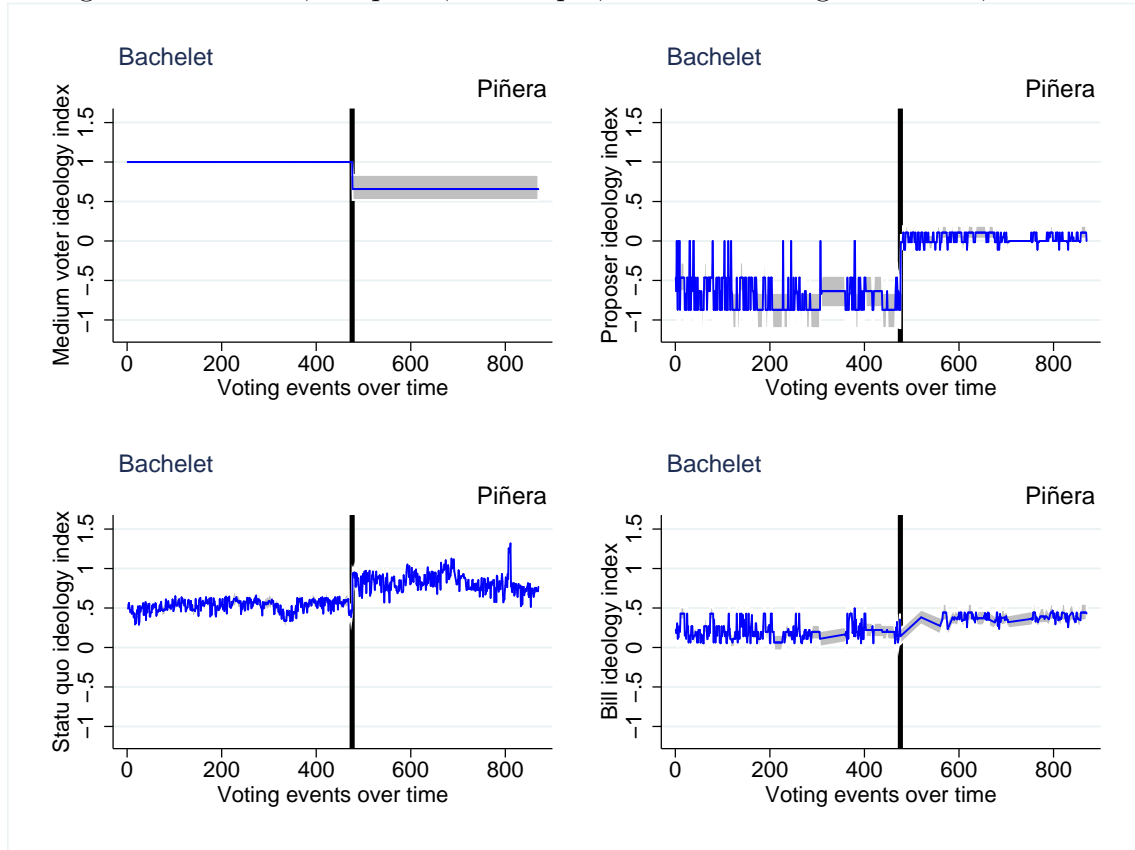 Bachelet
Piñera
Medium voter ideology index
−1 −.5 0 .5 1 1.5
0 200 400 600 800
Voting events over time
Bachelet
Piñera
Proposer ideology index
−1 −.5 0 .5 1 1.5
0 200 400 600 800
Voting events over time
Bachelet
Piñera
Statu quo ideology index
−1 −.5 0 .5 1 1.5
0 200 400 600 800
Voting events over time
Bachelet
Piñera
Bill ideology index
−1 −.5 0 .5 1 1.5
0 200 400 600 800
Voting events over time